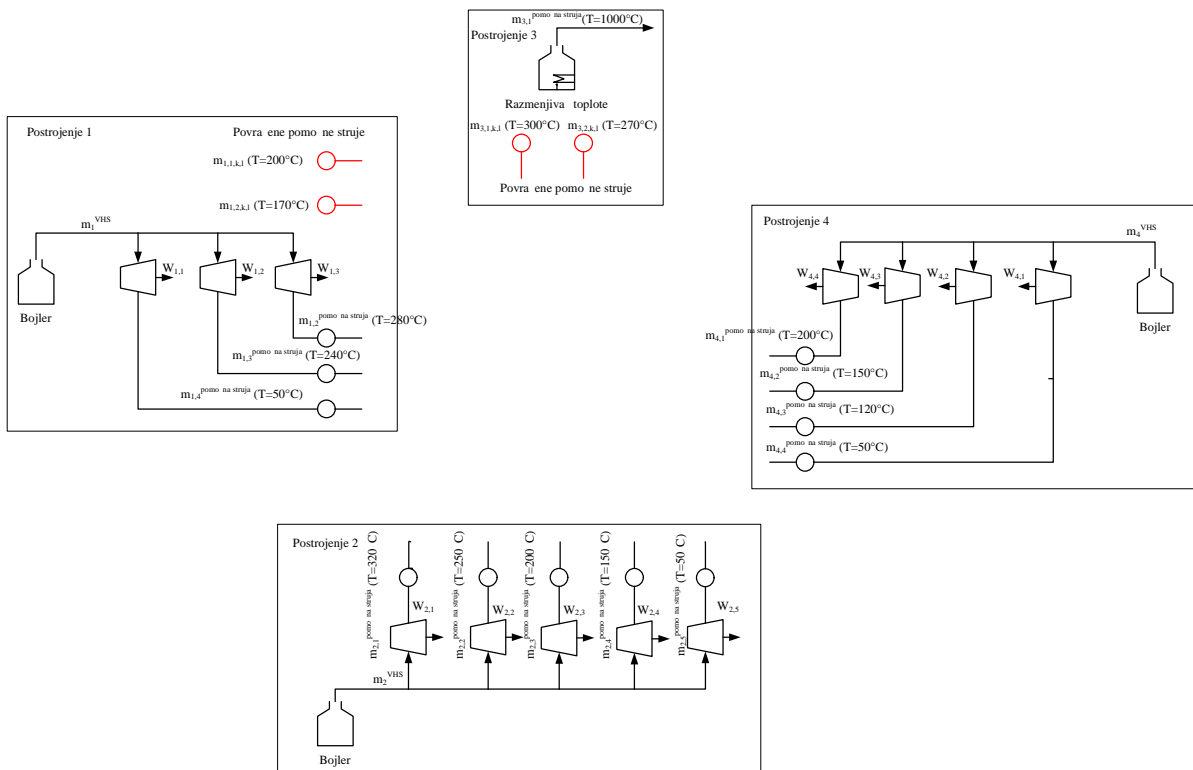 m3,1pomo na struja(T=1000°C)
Postrojenje 3
Razmenjiva toplote
m3,1,k,l (T=300°C) m3,2,k,l (T=270°C)
Povra ene pomo ne struje
Postrojenje 1 Povra ene pomo ne struje
m1,1,k,l (T=200°C)
m1,2,k,l (T=170°C)
m1VHS
W1,1 W1,2 W1,3
Bojler
m1,2pomo na struja (T=280°C)
m1,3pomo na struja (T=240°C)
m1,4pomo na struja (T=50°C)
Postrojenje 4
m4VHS
W4,4 W4,3 W4,2 W4,1
Bojler
m4,1pomo na struja (T=200°C)
m4,2pomo na struja (T=150°C)
m4,3pomo na struja (T=120°C)
m4,4pomo na struja (T=50°C)
Postrojenje 2
m2,1pomo na struja (T=320 C)
m2,2pomo na struja (T=250 C)
m2,3pomo na struja (T=200 C)
m2,4pomo na struja (T=150 C)
m2,5pomo na struja (T=50 C)
W2,1 W2,2 W2,3 W2,4 W2,5
m2VHS
Bojler